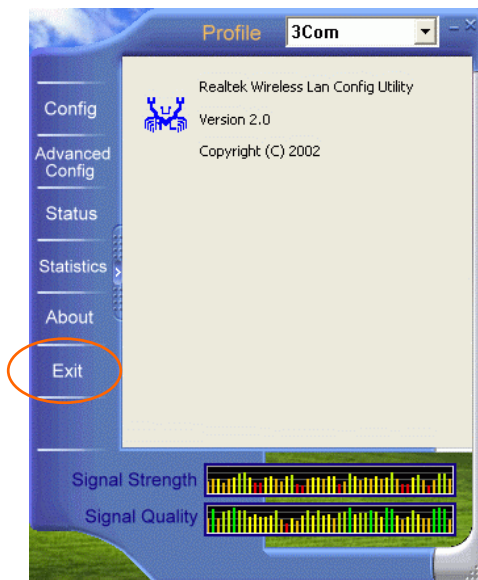 Profile
3Com
Config
Advanced
Config
Status
Statistics
About
Exit
Realtek Wireless Lan Config Utility
Version 2.0
Copyright (C) 2002
Signal Strength
Signal Quality